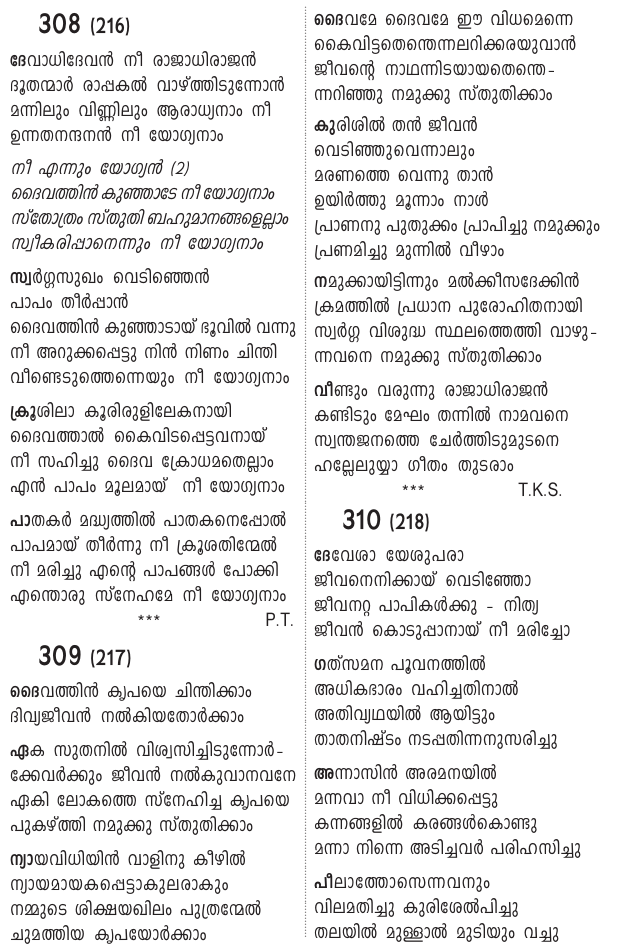 308 (216)
ദേവാധിദേവൻ നീ രാജാധിരാജൻ
ദൂതന്മാർ രാപ്പകൽ വാഴ്ത്തിടുന്നോൻ
മന്നിലും വിണ്ണിലും ആരാധ്യനാം നീ
ഉന്നതനന്ദനൻ നീ യോഗ്യനാം
നീ എന്നും യോഗ്യൻ (2)
ദൈവത്തിൻ കുഞ്ഞാടേ നീ യോഗ്യനാം
സ്തോത്രം സ്തുതി ബഹുമാനങ്ങളെല്ലാം
സ്വീകരിപ്പാനെന്നും നീ യോഗ്യനാം
സ്വർഗ്ഗസുഖം വെടിഞ്ഞെൻ
പാപം തീർപ്പാൻ
ദൈവത്തിൻ കുഞ്ഞാടായ് ഭൂവിൽ വന്നു
നീ അറുക്കപ്പെട്ടു നിൻ നിണം ചിന്തി
വീണ്ടെടുത്തെന്നെയും നീ യോഗ്യനാം
ക്രൂശിലാ കൂരിരുളിലേകനായി
ദൈവത്താൽ കൈവിടപ്പെട്ടവനായ്
നീ സഹിച്ചു ദൈവ ക്രോധമതെല്ലാം
എൻ പാപം മൂലമായ് നീ യോഗ്യനാം
പാതകർ മദ്ധ്യത്തിൽ പാതകനെപ്പോൽ
പാപമായ് തീർന്നു നീ ക്രൂശതിന്മേൽ
നീ മരിച്ചു എന്റെ പാപങ്ങൾ പോക്കി
എന്തൊരു സ്നേഹമേ നീ യോഗ്യനാം
*** P.T.
309 (217)
ദൈവത്തിൻ കൃപയെ ചിന്തിക്കാം
ദിവ്യജീവൻ നൽകിയതോർക്കാം
ഏക സുതനിൽ വിശ്വസിച്ചിടുന്നോർ-
ക്കേവർക്കും ജീവൻ നൽകുവാനവനേ
ഏകി ലോകത്തെ സ്നേഹിച്ച കൃപയെ
പുകഴ്ത്തി നമുക്കു സ്തുതിക്കാം
ന്യായവിധിയിൻ വാളിനു കീഴിൽ
ന്യായമായകപ്പെട്ടാകുലരാകും
നമ്മുടെ ശിക്ഷയഖിലം പുത്രന്മേൽ
ചുമത്തിയ കൃപയോർക്കാം
ദൈവമേ ദൈവമേ ഈ വിധമെന്നെ
കൈവിട്ടതെന്തെന്നലറിക്കരയുവാൻ
ജീവന്റെ നാഥന്നിടയായതെന്തെ-
ന്നറിഞ്ഞു നമുക്കു സ്തുതിക്കാം
കുരിശിൽ തൻ ജീവൻ
വെടിഞ്ഞുവെന്നാലും
മരണത്തെ വെന്നു താൻ
ഉയിർത്തു മൂന്നാം നാൾ
പ്രാണനു പുതുക്കം പ്രാപിച്ചു നമുക്കും
പ്രണമിച്ചു മുന്നിൽ വീഴാം
നമുക്കായിട്ടിന്നും മൽക്കീസദേക്കിൻ
ക്രമത്തിൽ പ്രധാന പുരോഹിതനായി
സ്വർഗ്ഗ വിശുദ്ധ സ്ഥലത്തെത്തി വാഴു-
ന്നവനെ നമുക്കു സ്തുതിക്കാം
വീണ്ടും വരുന്നു രാജാധിരാജൻ
കണ്ടിടും മേഘം തന്നിൽ നാമവനെ
സ്വന്തജനത്തെ ചേർത്തിടുമുടനെ
ഹല്ലേലുയ്യാ ഗീതം തുടരാം
*** T.K.S.
310 (218)
ദേവേശാ യേശുപരാ
ജീവനെനിക്കായ് വെടിഞ്ഞോ
ജീവനറ്റ പാപികൾക്കു - നിത്യ
ജീവൻ കൊടുപ്പാനായ് നീ മരിച്ചോ
ഗത്സമന പൂവനത്തിൽ
അധികഭാരം വഹിച്ചതിനാൽ
അതിവ്യഥയിൽ ആയിട്ടും
താതനിഷ്ടം നടപ്പതിന്നനുസരിച്ചു
അന്നാസിൻ അരമനയിൽ
മന്നവാ നീ വിധിക്കപ്പെട്ടു
കന്നങ്ങളിൽ കരങ്ങൾകൊണ്ടു
മന്നാ നിന്നെ അടിച്ചവർ പരിഹസിച്ചു
പീലാത്തോസെന്നവനും
വിലമതിച്ചു കുരിശേൽപിച്ചു
തലയിൽ മുള്ളാൽ മുടിയും വച്ചു